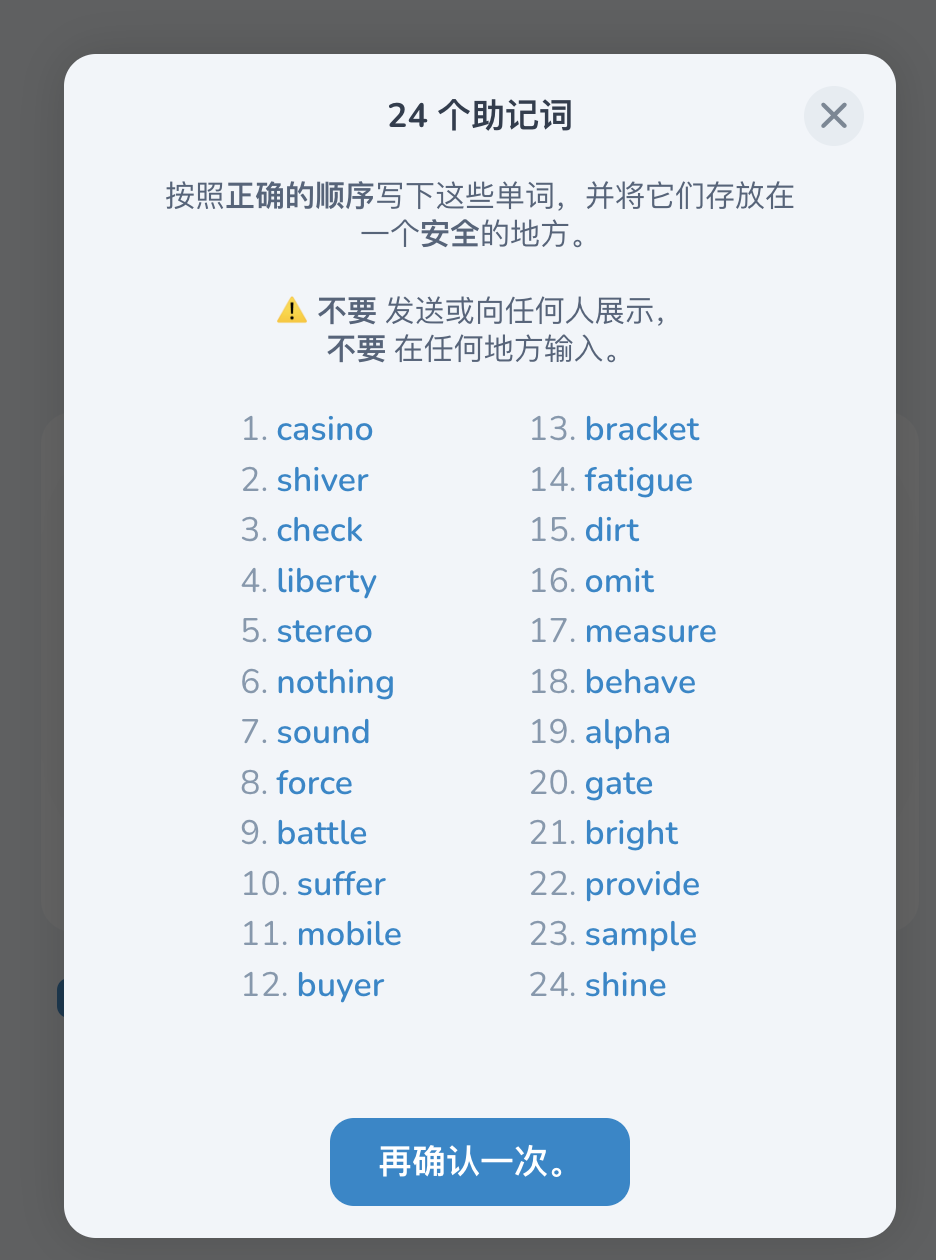 24 个助记词
按照正确的顺序写下这些单词，并将它们存放在
一个安全的地方。
⚠️ 不要 发送或向任何人展示，
不要 在任何地方输入。
1. casino
2. shiver
3. check
4. liberty
5. stereo
6. nothing
7. sound
8. force
9. battle
10. suffer
11. mobile
12. buyer
13. bracket
14. fatigue
15. dirt
16. omit
17. measure
18. behave
19. alpha
20. gate
21. bright
22. provide
23. sample
24. shine
再确认一次。